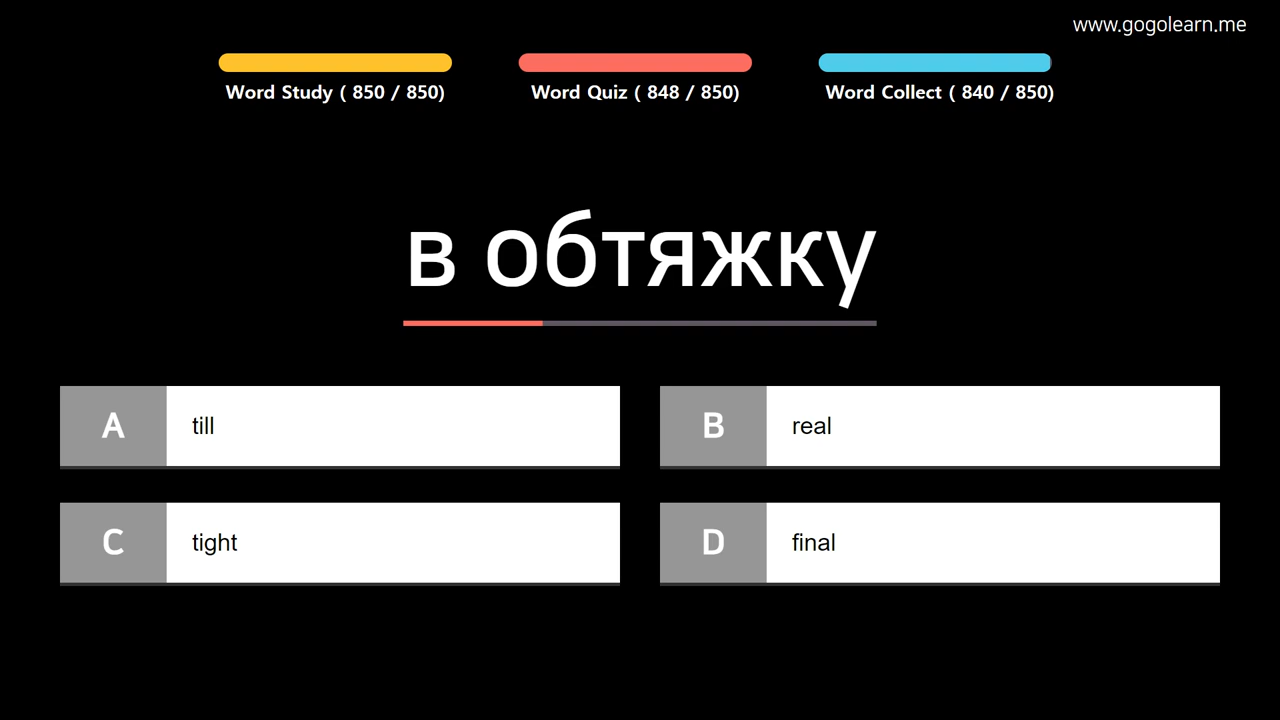 www.gogolearn.me
Word Study ( 850 / 850)
Word Quiz ( 848 / 850)
Word Collect ( 840 / 850)
в обтяжку
A till
B real
C tight
D final